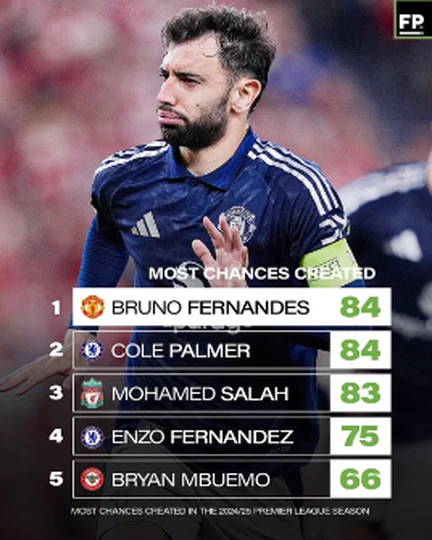 FP
MOST CHANCES CREATED
1 BRUNO FERNANDES 84
2 COLE PALMER 84
3 MOHAMED SALAH 83
4 ENZO FERNANDEZ 75
5 BRYAN MBUEMO 66
MOST CHANCES CREATED IN THE 2024/25 PREMIER LEAGUE SEASON